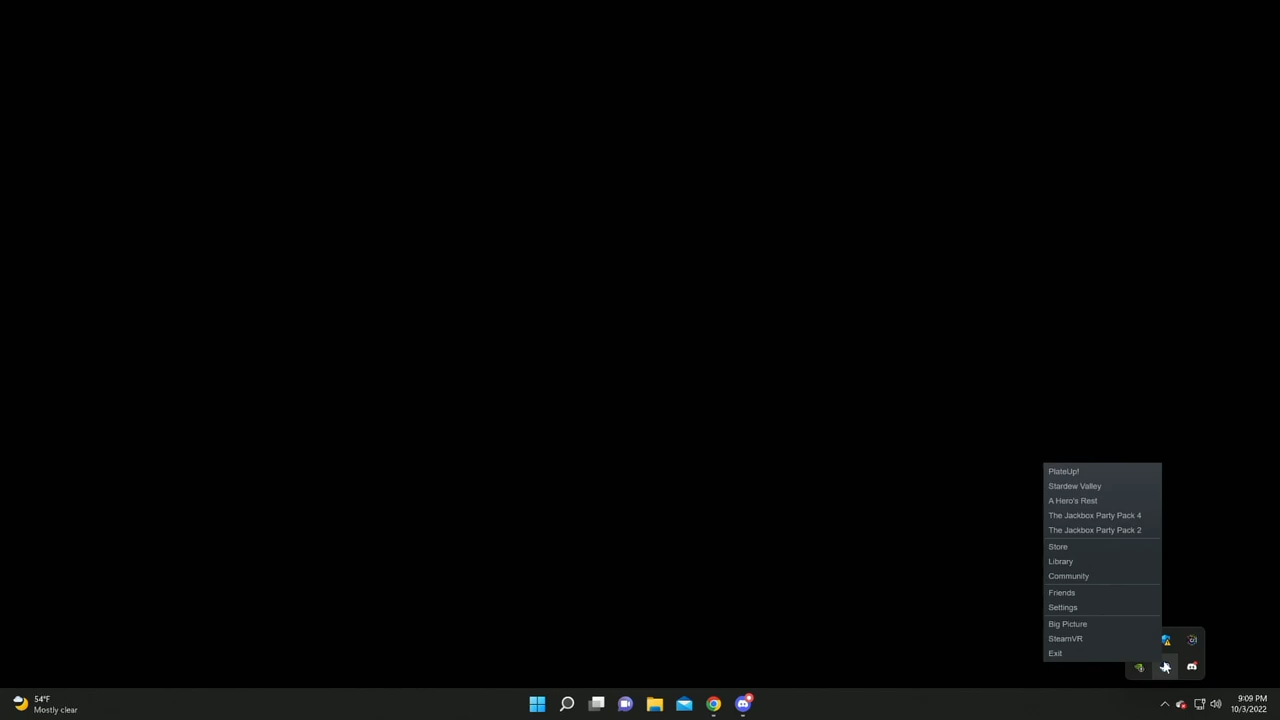 PlateUp!
Stardew Valley
A Hero's Rest
The Jackbox Party Pack 4
The Jackbox Party Pack 2
Store
Library
Community
Friends
Settings
Big Picture
SteamVR
Exit
54°F
Mostly clear
9:09 PM
10/3/2022